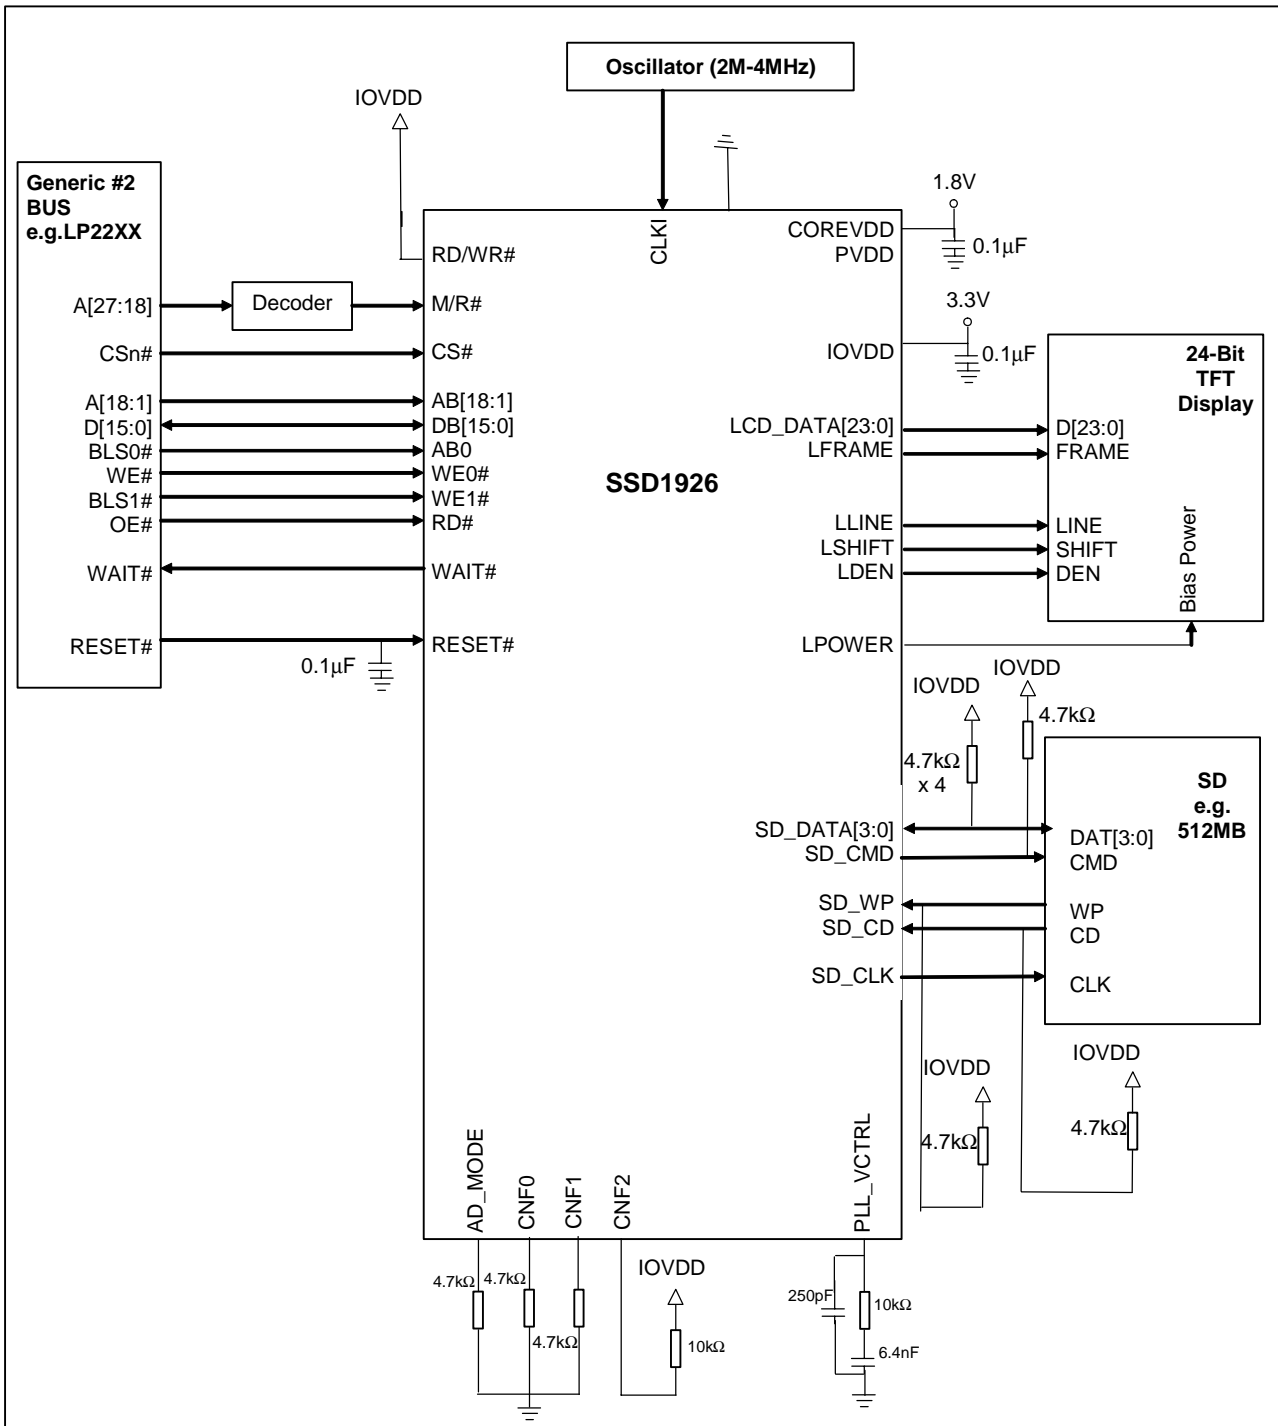 Oscillator (2M-4MHz)
IOVDD
Generic #2
BUS
e.g.LP22XX
A[27:18]
CSn#
A[18:1]
D[15:0]
BLS0#
WE#
BLS1#
OE#
WAIT#
RESET#
Decoder
0.1µF
RD/WR#
M/R#
CS#
AB[18:1]
DB[15:0]
AB0
WE0#
WE1#
RD#
WAIT#
RESET#
CLKI
SSD1926
COREVDD
PVDD
IOVDD
LCD_DATA[23:0]
LFRAME
LLINE
LSHIFT
LDEN
LPOWER
SD_DATA[3:0]
SD_CMD
SD_WP
SD_CD
SD_CLK
1.8V
0.1µF
3.3V
0.1µF
24-Bit
TFT
Display
D[23:0]
FRAME
LINE
SHIFT
DEN
Bias Power
IOVDD
4.7kΩ
x 4
IOVDD
4.7kΩ
SD
e.g.
512MB
DAT[3:0]
CMD
WP
CD
CLK
IOVDD
4.7kΩ
IOVDD
4.7kΩ
AD_MODE
CNF0
CNF1
CNF2
PLL_VCTRL
4.7kΩ
4.7kΩ
4.7kΩ
IOVDD
10kΩ
250pF
10kΩ
6.4nF